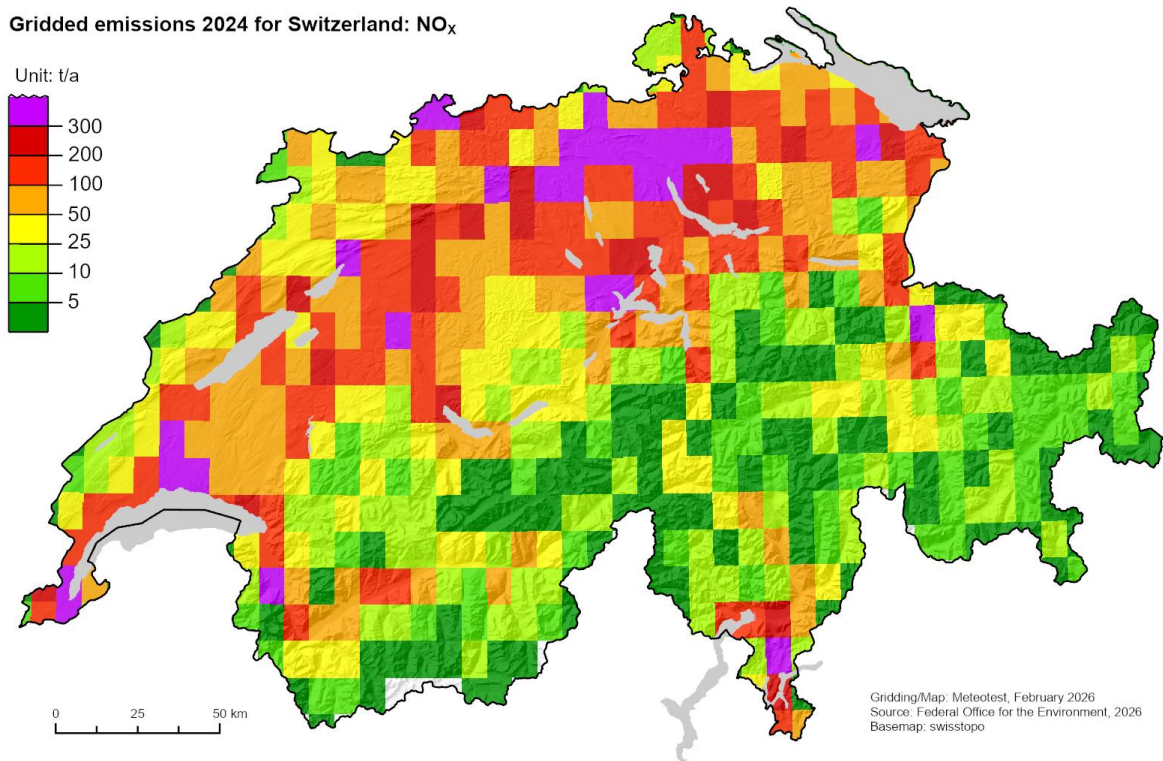 Gridded emissions 2024 for Switzerland: NOX
Unit: t/a
300
200
100
50
25
10
5
0 25 50 km
Gridding/Map: Meteotest, February 2026
Source: Federal Office for the Environment, 2026
Basemap: swisstopo